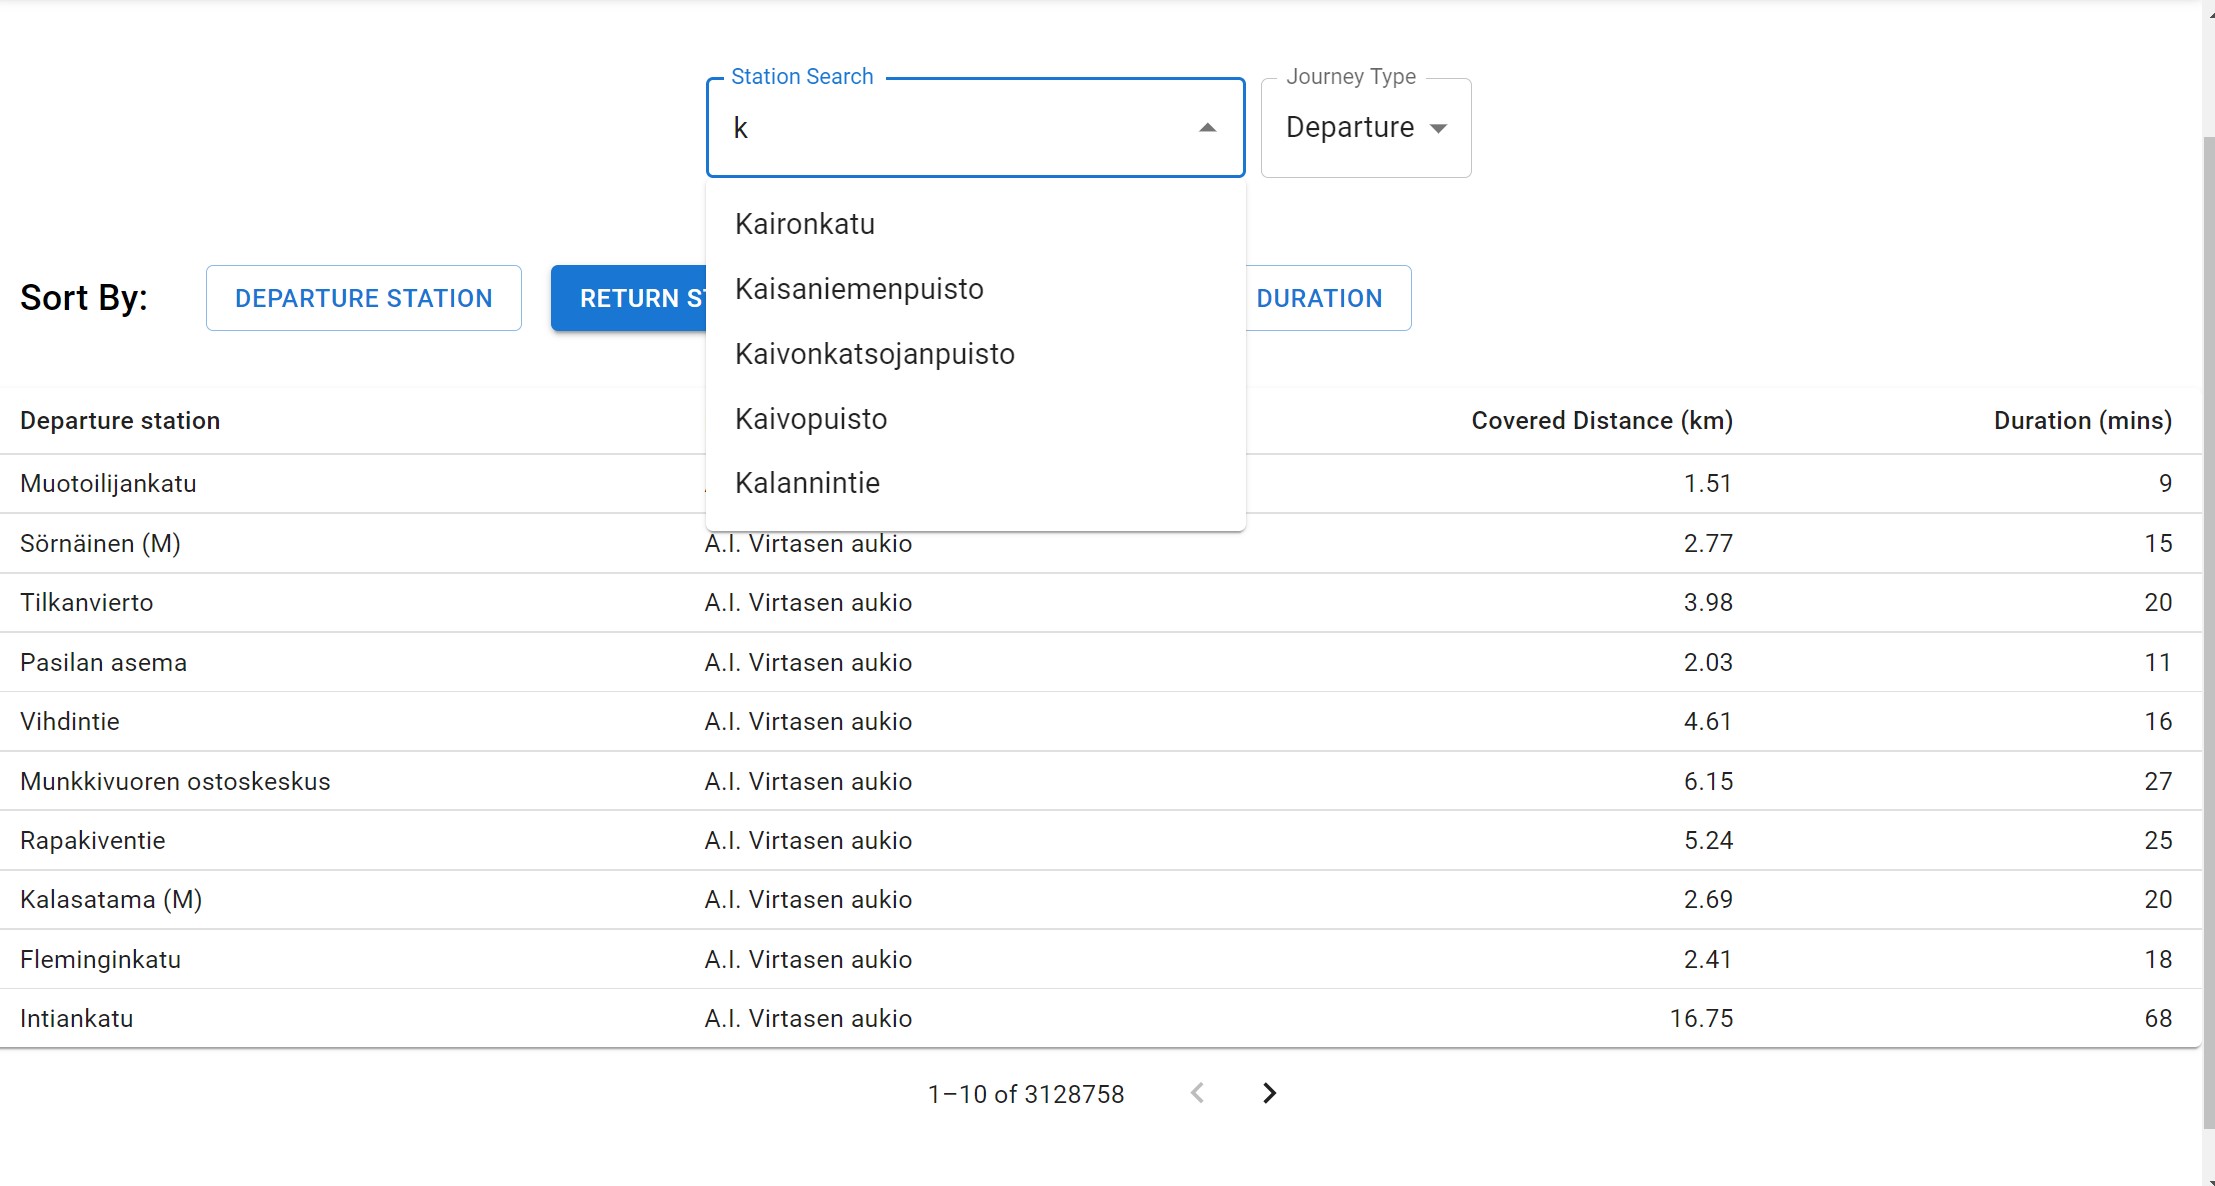 Station Search
k
Journey Type
Departure
Kaironkatu
Kaisaniemenpuisto
Kaivonkatsojanpuisto
Kaivopuisto
Kalannintie
Sort By: DEPARTURE STATION RETURN DURATION
Departure station Covered Distance (km) Duration (mins)
Muotoilijankatu 1.51 9
Sörnäinen (M) A.I. Virtasen aukio 2.77 15
Tilkanvierto A.I. Virtasen aukio 3.98 20
Pasilan asema A.I. Virtasen aukio 2.03 11
Vihdintie A.I. Virtasen aukio 4.61 16
Munkkivuoren ostoskeskus A.I. Virtasen aukio 6.15 27
Rapakiventie A.I. Virtasen aukio 5.24 25
Kalasatama (M) A.I. Virtasen aukio 2.69 20
Fleminginkatu A.I. Virtasen aukio 2.41 18
Intiankatu A.I. Virtasen aukio 16.75 68
1–10 of 3128758